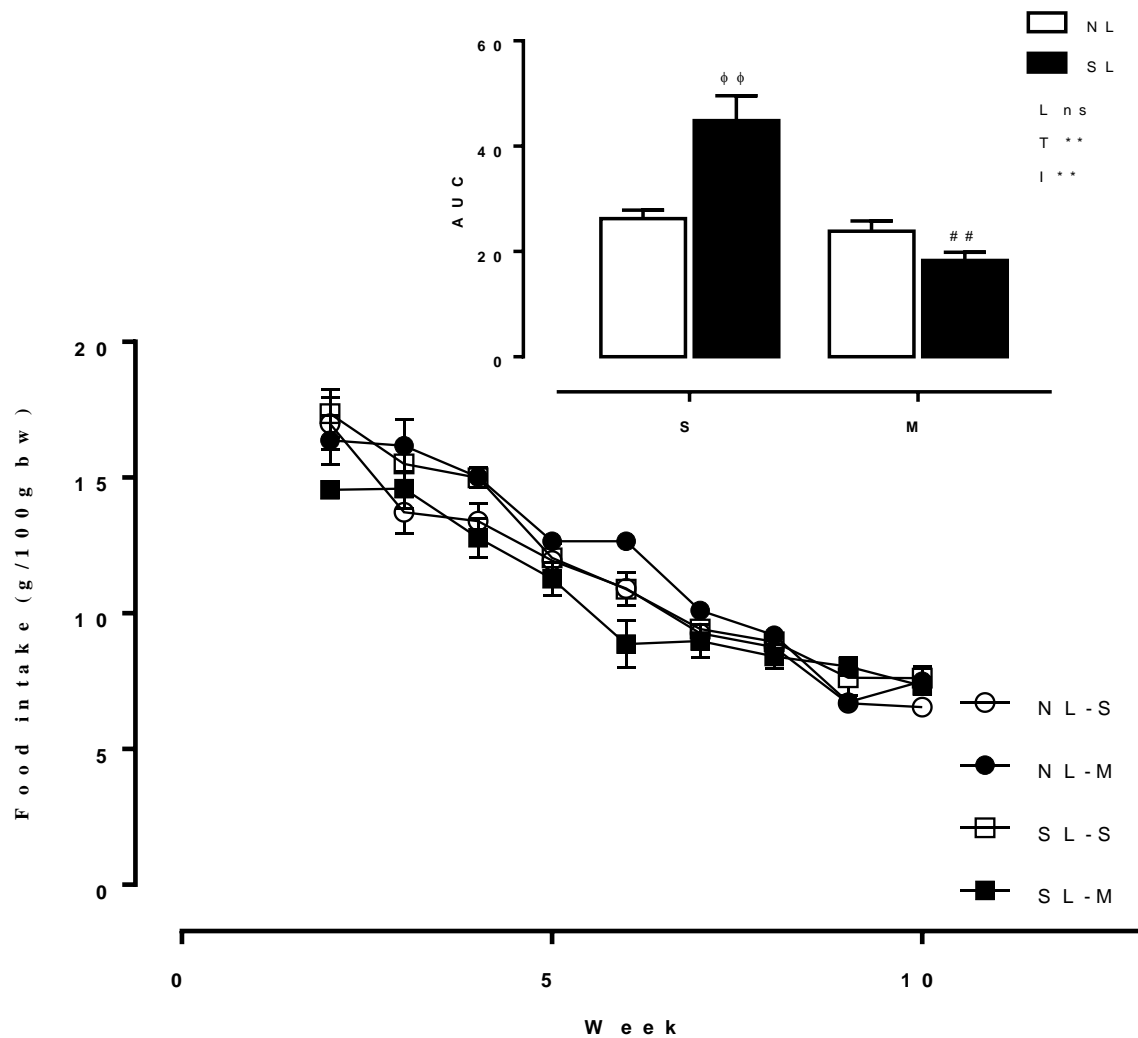 NL
SL
L ns
T **
I **
60
40
20
0
AUC
ϕϕ
##
S
M
20
15
10
5
0
Food intake (g/100g bw)
NL-S
NL-M
SL-S
SL-M
0
5
10
Week